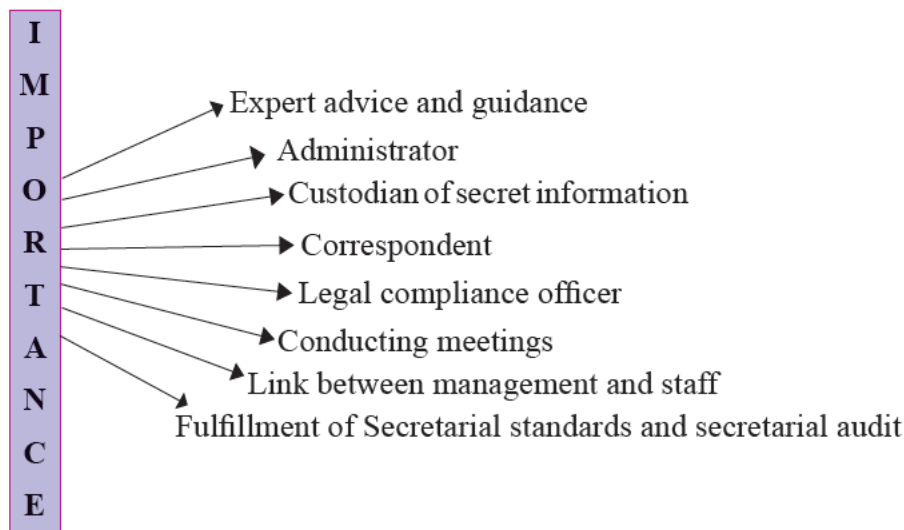 IMPORTANCE
Expert advice and guidance
Administrator
Custodian of secret information
Correspondent
Legal compliance officer
Conducting meetings
Link between management and staff
Fulfillment of Secretarial standards and secretarial audit